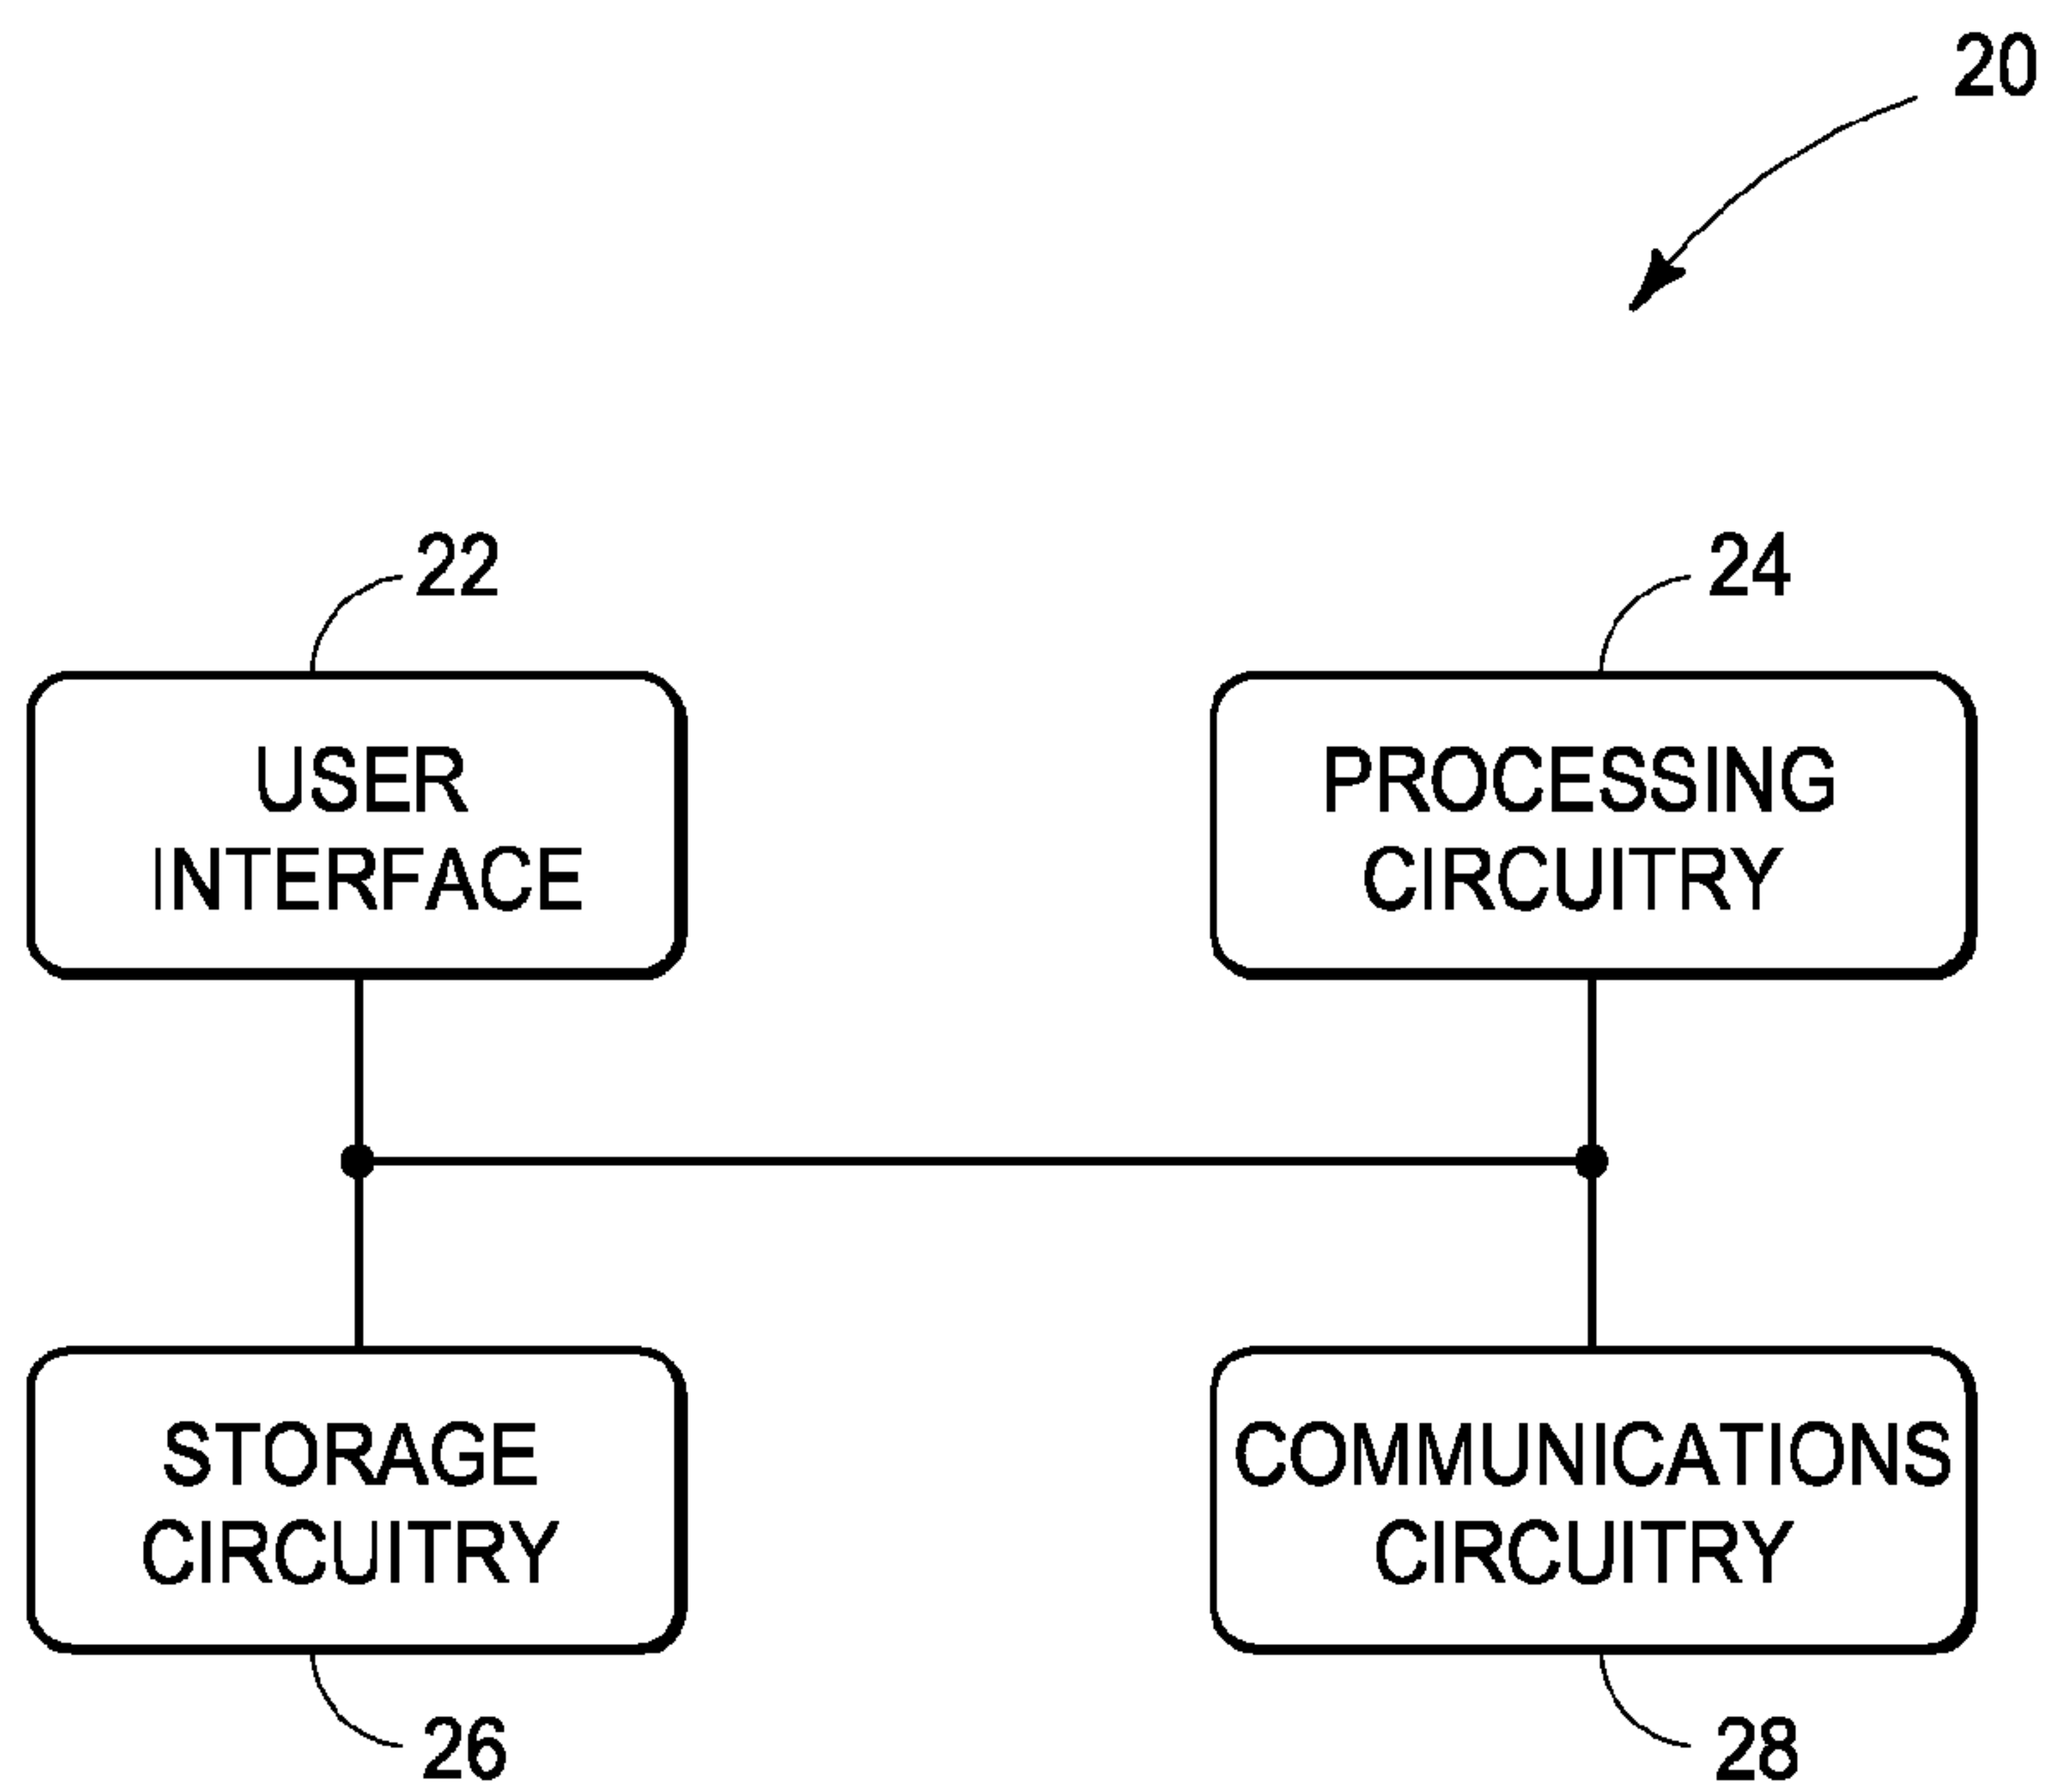 20
22
24
USER
INTERFACE
PROCESSING
CIRCUITRY
STORAGE
CIRCUITRY
COMMUNICATIONS
CIRCUITRY
26
28